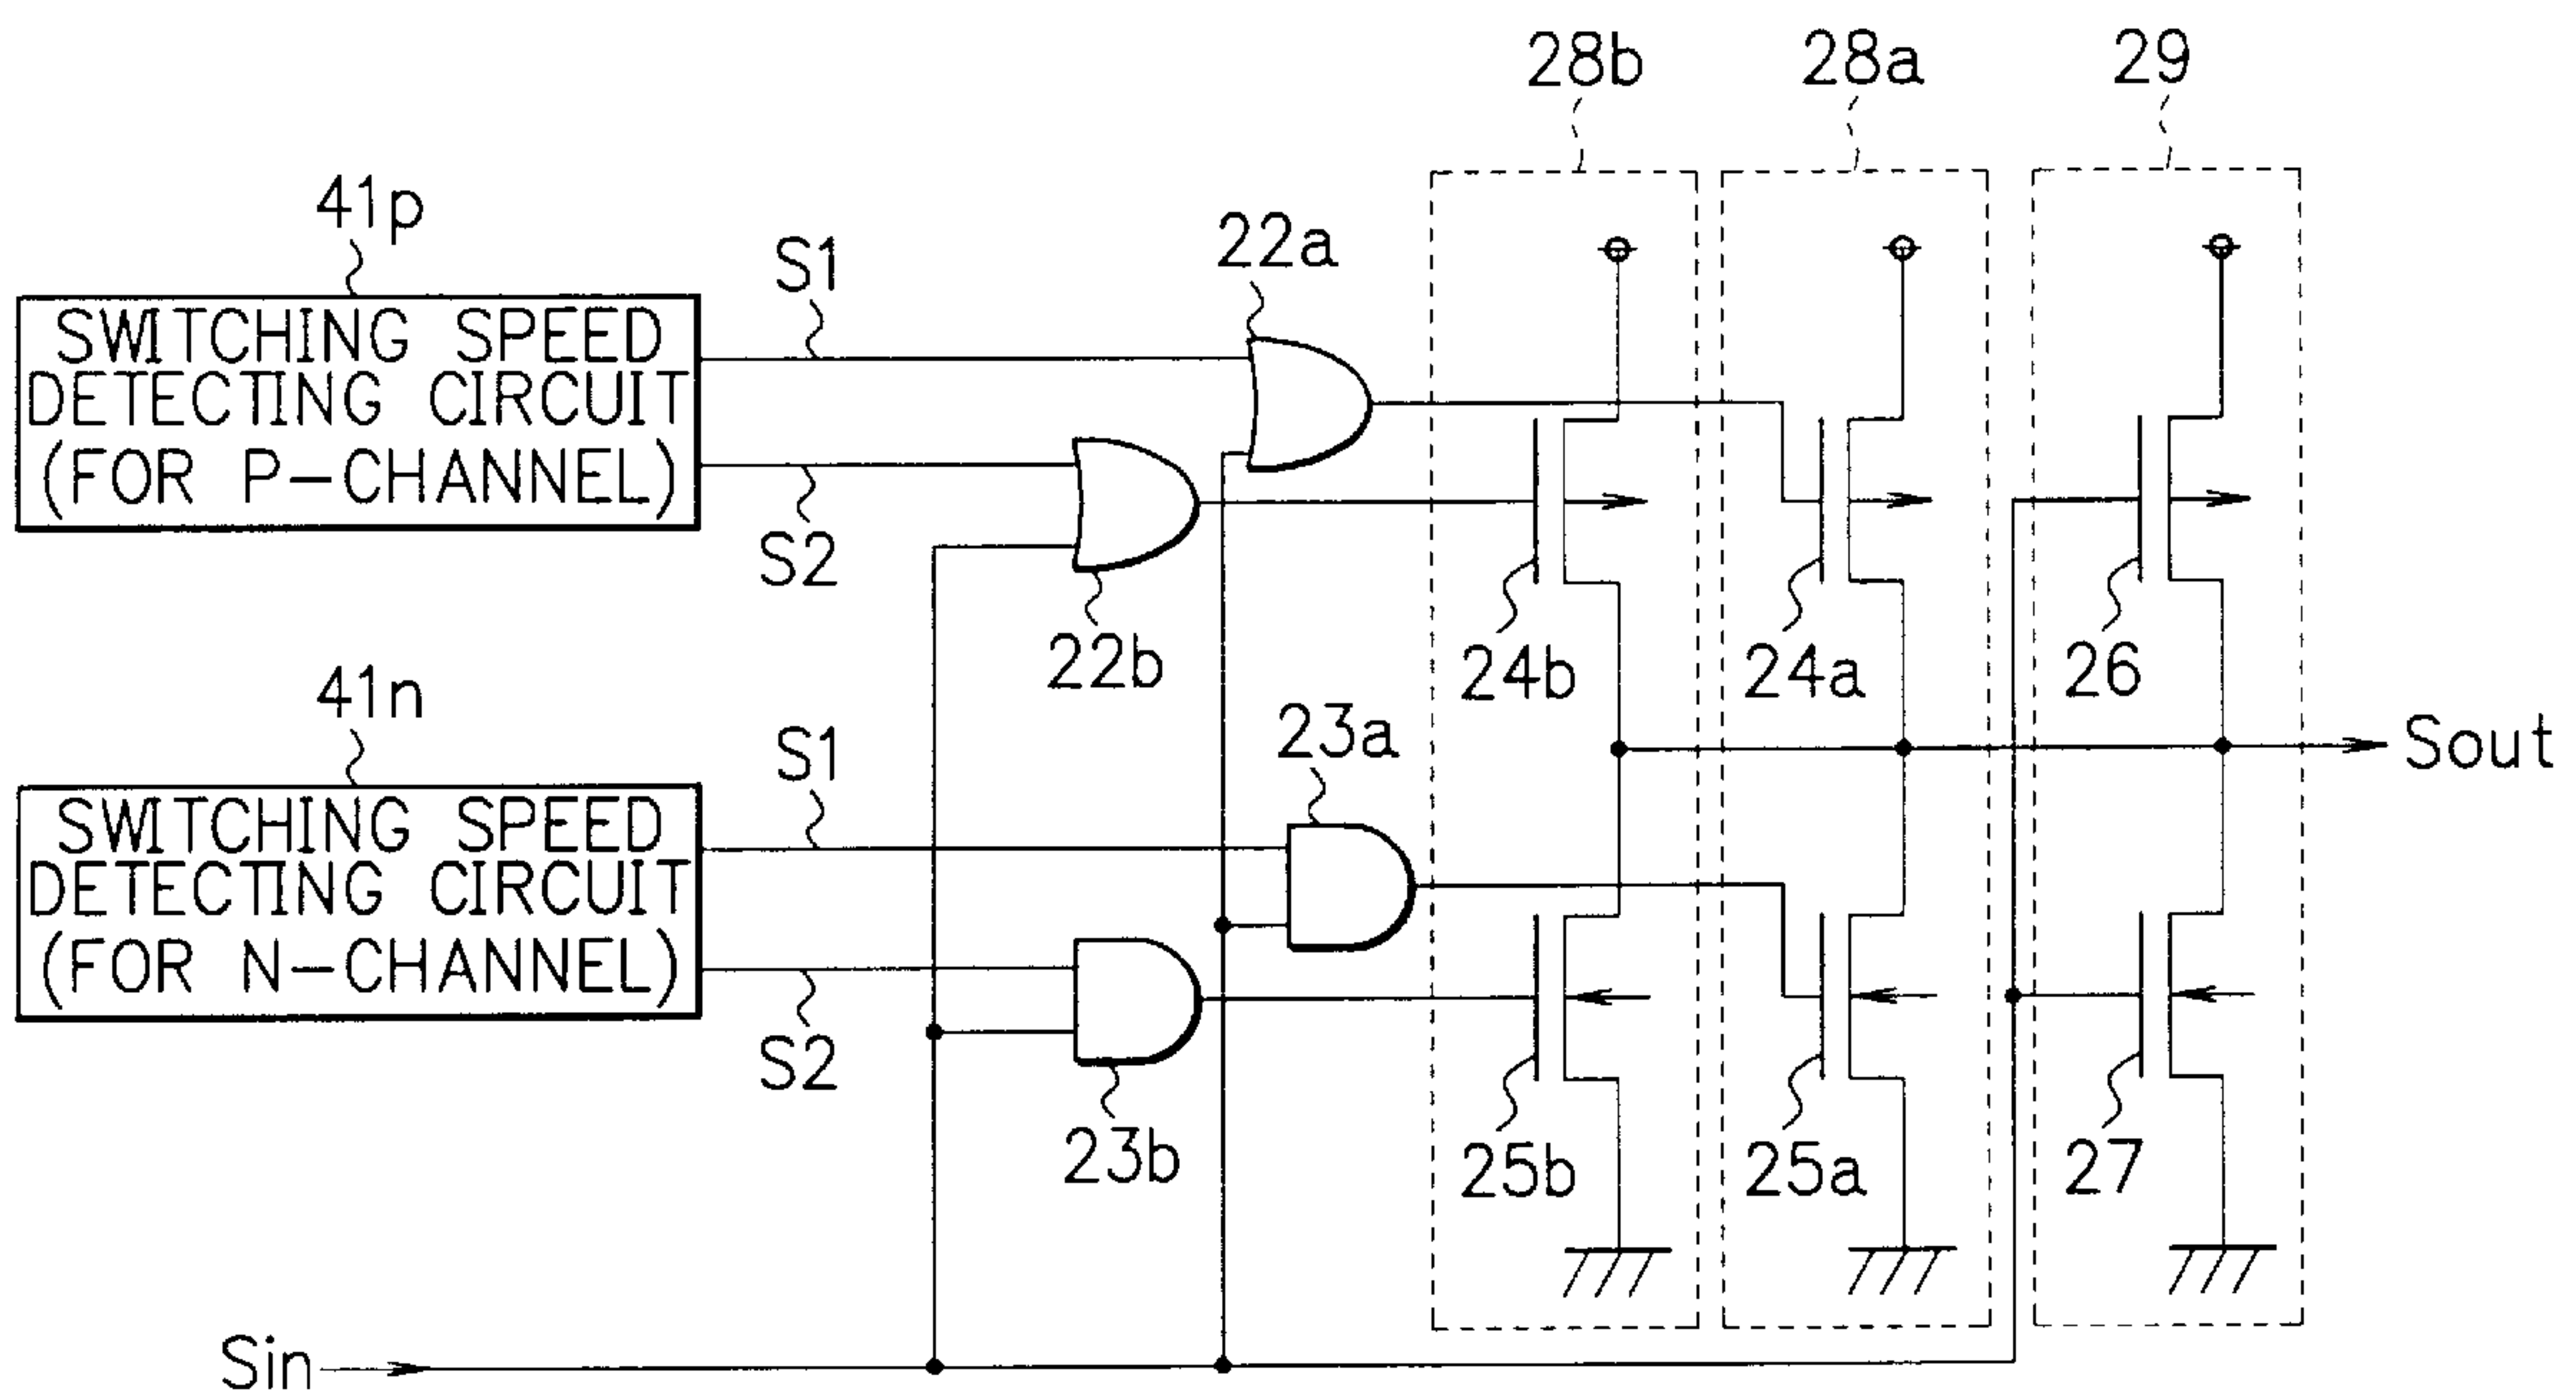 28b
28a
29
41p
S1
22a
SWITCHING SPEED
DETECTING CIRCUIT
(FOR P-CHANNEL)
S2
22b
24b
24a
26
41n
S1
23a
Sout
SWITCHING SPEED
DETECTING CIRCUIT
(FOR N-CHANNEL)
S2
23b
25b
25a
27
Sin